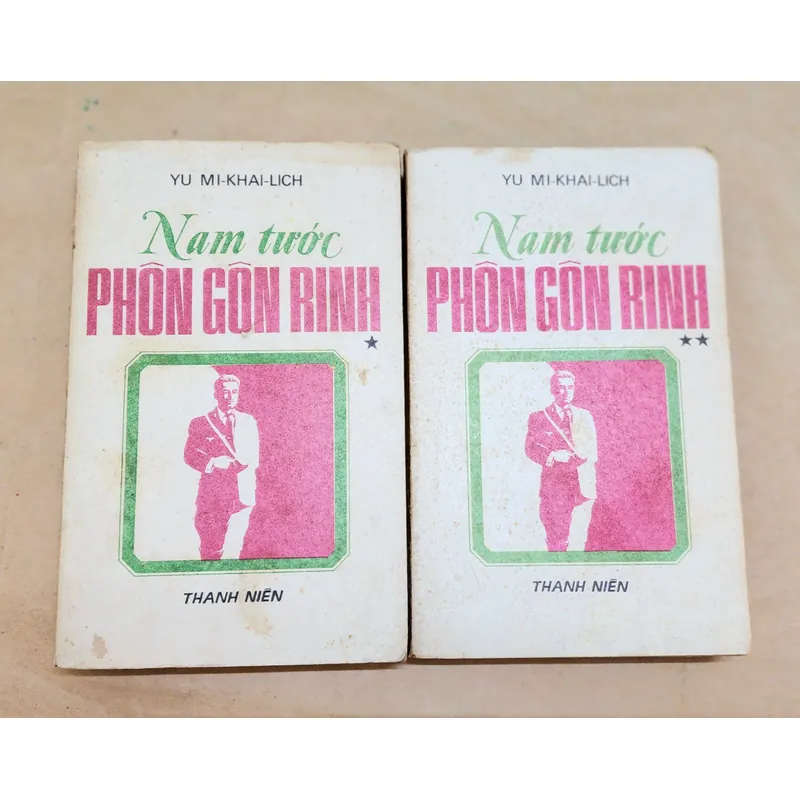 YU MI-KHAI-LICH
Nam tước
PHÔN GÔN RINH
★
THANH NIÊN
YU MI-KHAI-LICH
Nam tước
PHÔN GÔN RINH
★★
THANH NIÊN